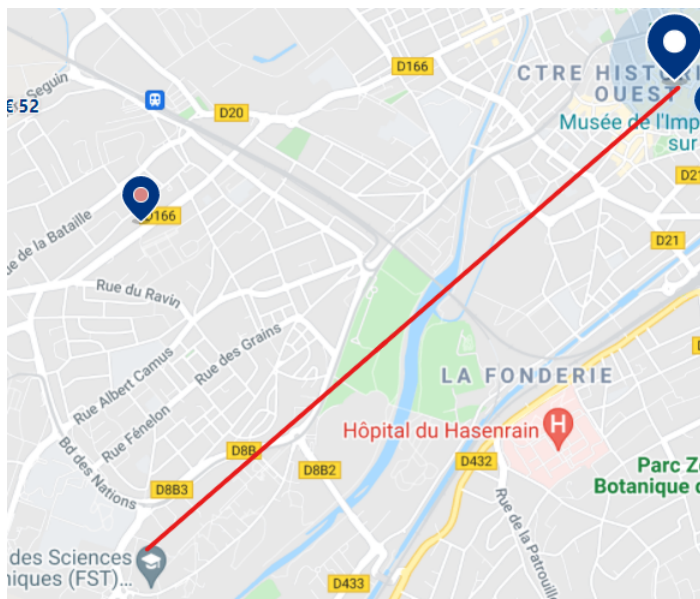 D166
Seguin
CTRE HISTORI
OUEST
€ 52
D20
Musée de l'Imp
sur
D21
D166
Rue de la Bataille
D21
Rue du Ravin
Rue des Grains
Rue Albert Camus
LA FONDERIE
Rue Fénelon
Hôpital du Hasenrain
H
D8B
Bd des Nations
D8B2
D432
Parc Z
Botanique d
D8B3
Rue de la Patrouille
des Sciences
niques (FST)...
D433